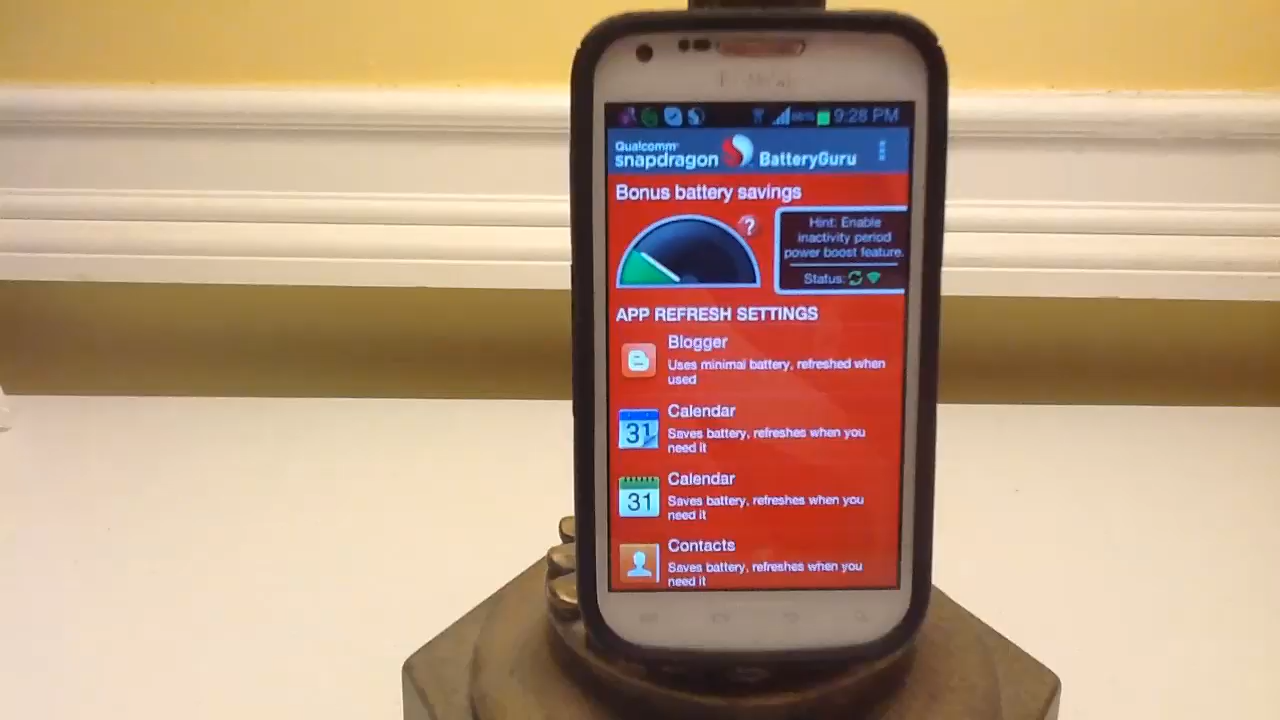 9:28 PM
Qualcomm
snapdragon BatteryGuru
Bonus battery savings
?
Hint: Enable
inactivity period
power boost feature.
Status:
APP REFRESH SETTINGS
Blogger
Uses minimal battery, refreshed when
used
31
Calendar
Saves battery, refreshes when you
need it
31
Calendar
Saves battery, refreshes when you
need it
Contacts
Saves battery, refreshes when you
need it